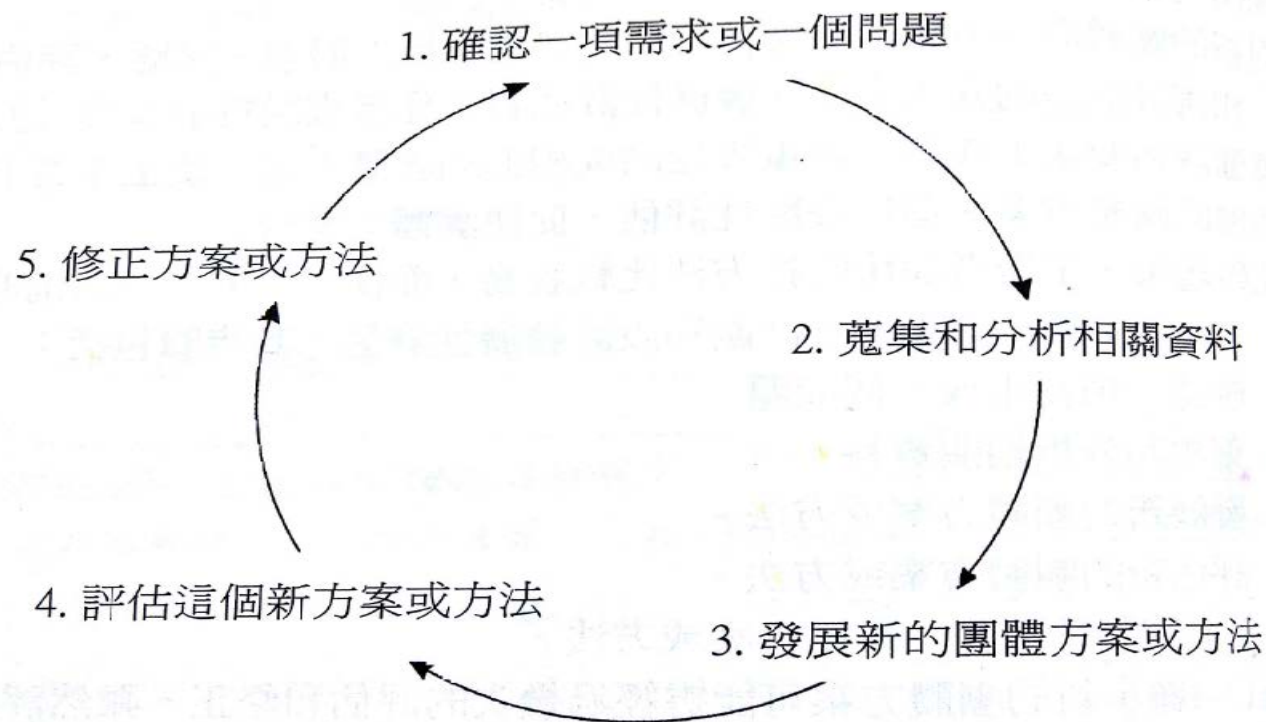 1. 確認一項需求或一個問題
2. 蒐集和分析相關資料
3. 發展新的團體方案或方法
4. 評估這個新方案或方法
5. 修正方案或方法